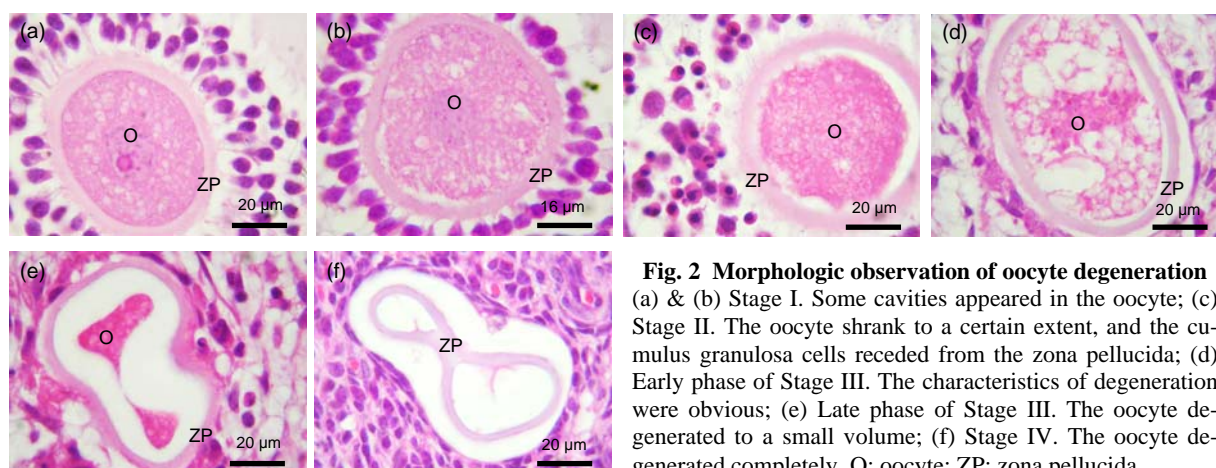 (a)
O
ZP
20 µm
(b)
O
ZP
16 µm
(c)
O
ZP
20 µm
(d)
O
ZP
20 µm
(e)
O
ZP
20 µm
(f)
ZP
20 µm
Fig. 2 Morphologic observation of oocyte degeneration
(a) & (b) Stage I. Some cavities appeared in the oocyte; (c)
Stage II. The oocyte shrank to a certain extent, and the cu-
mulus granulosa cells receded from the zona pellucida; (d)
Early phase of Stage III. The characteristics of degeneration
were obvious; (e) Late phase of Stage III. The oocyte de-
generated to a small volume; (f) Stage IV. The oocyte de-
generated completely. O: oocyte; ZP: zona pellucida